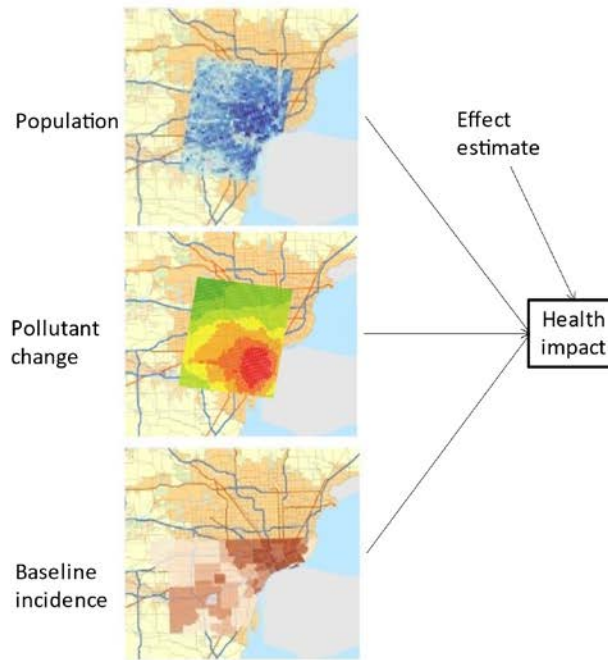 Population
Effect
estimate
Pollutant
change
Health
impact
Baseline
incidence